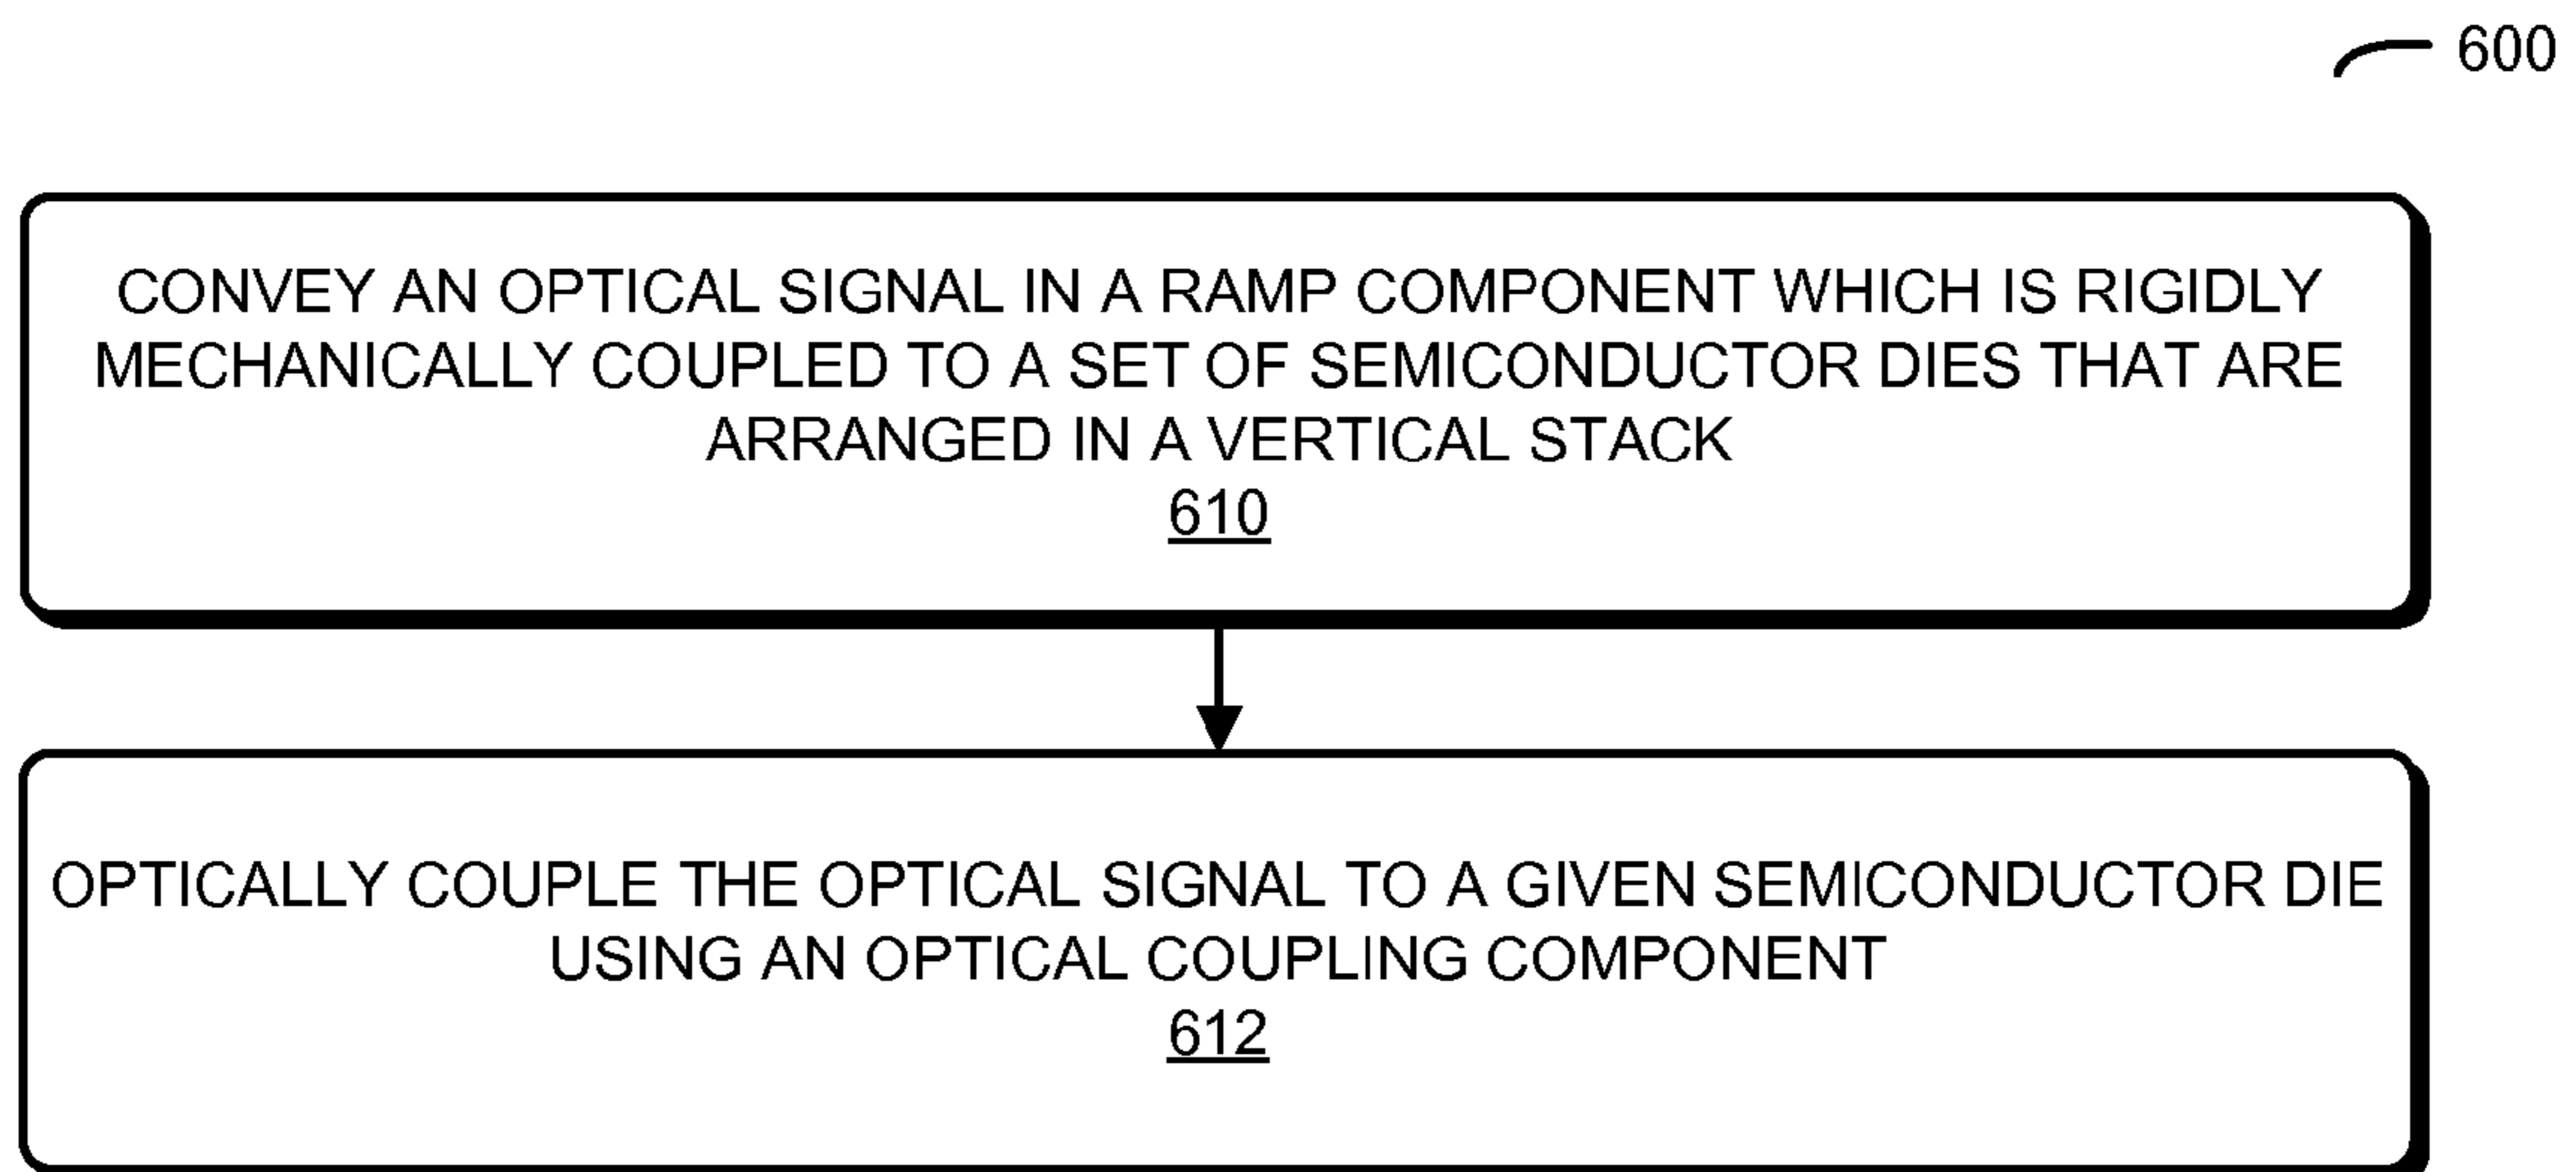 600
CONVEY AN OPTICAL SIGNAL IN A RAMP COMPONENT WHICH IS RIGIDLY
MECHANICALLY COUPLED TO A SET OF SEMICONDUCTOR DIES THAT ARE
ARRANGED IN A VERTICAL STACK
610
OPTICALLY COUPLE THE OPTICAL SIGNAL TO A GIVEN SEMICONDUCTOR DIE
USING AN OPTICAL COUPLING COMPONENT
612